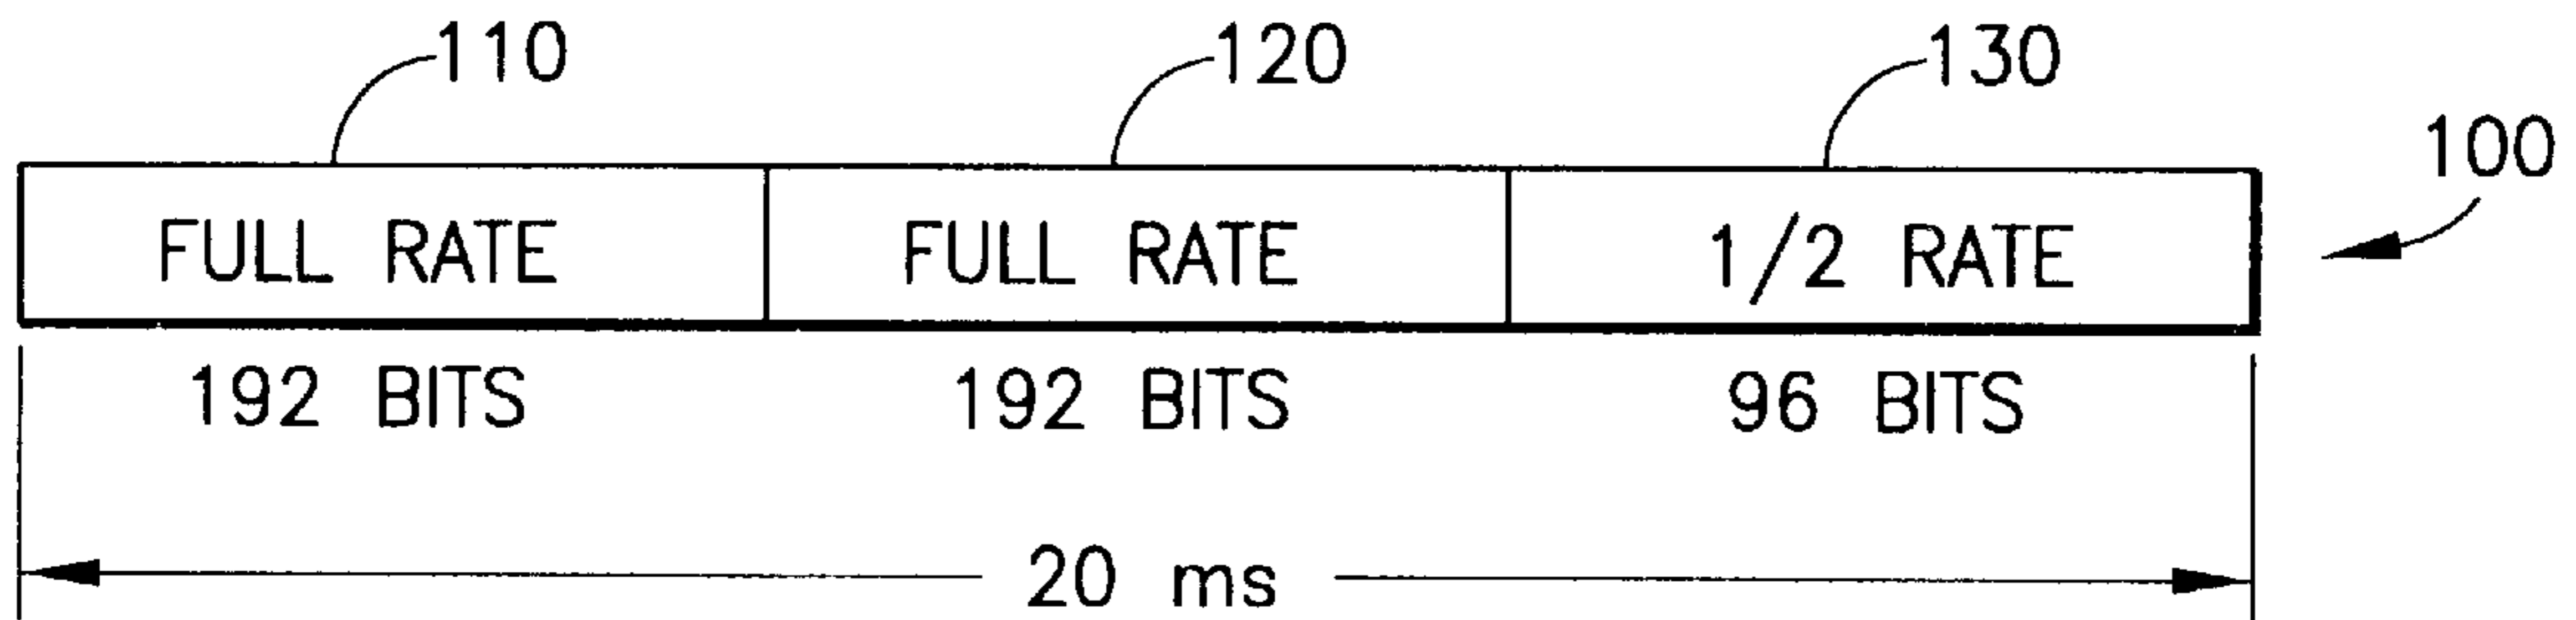 110 120 130
100
FULL RATE FULL RATE 1/2 RATE
192 BITS 192 BITS 96 BITS
20 ms